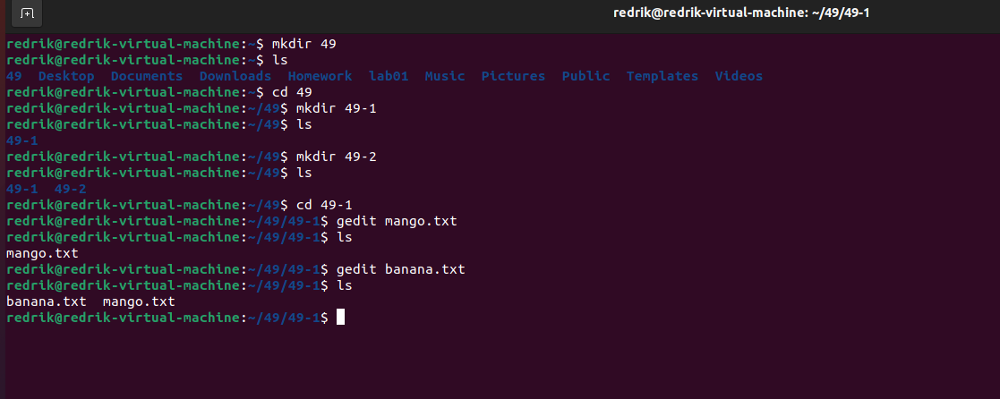 redrik@redrik-virtual-machine: ~/49/49-1
redrik@redrik-virtual-machine:~$ mkdir 49
redrik@redrik-virtual-machine:~$ ls
49  Desktop  Documents  Downloads  Homework  lab01  Music  Pictures  Public  Templates  Videos
redrik@redrik-virtual-machine:~$ cd 49
redrik@redrik-virtual-machine:~/49$ mkdir 49-1
redrik@redrik-virtual-machine:~/49$ ls
49-1
redrik@redrik-virtual-machine:~/49$ mkdir 49-2
redrik@redrik-virtual-machine:~/49$ ls
49-1  49-2
redrik@redrik-virtual-machine:~/49$ cd 49-1
redrik@redrik-virtual-machine:~/49/49-1$ gedit mango.txt
redrik@redrik-virtual-machine:~/49/49-1$ ls
mango.txt
redrik@redrik-virtual-machine:~/49/49-1$ gedit banana.txt
redrik@redrik-virtual-machine:~/49/49-1$ ls
banana.txt  mango.txt
redrik@redrik-virtual-machine:~/49/49-1$